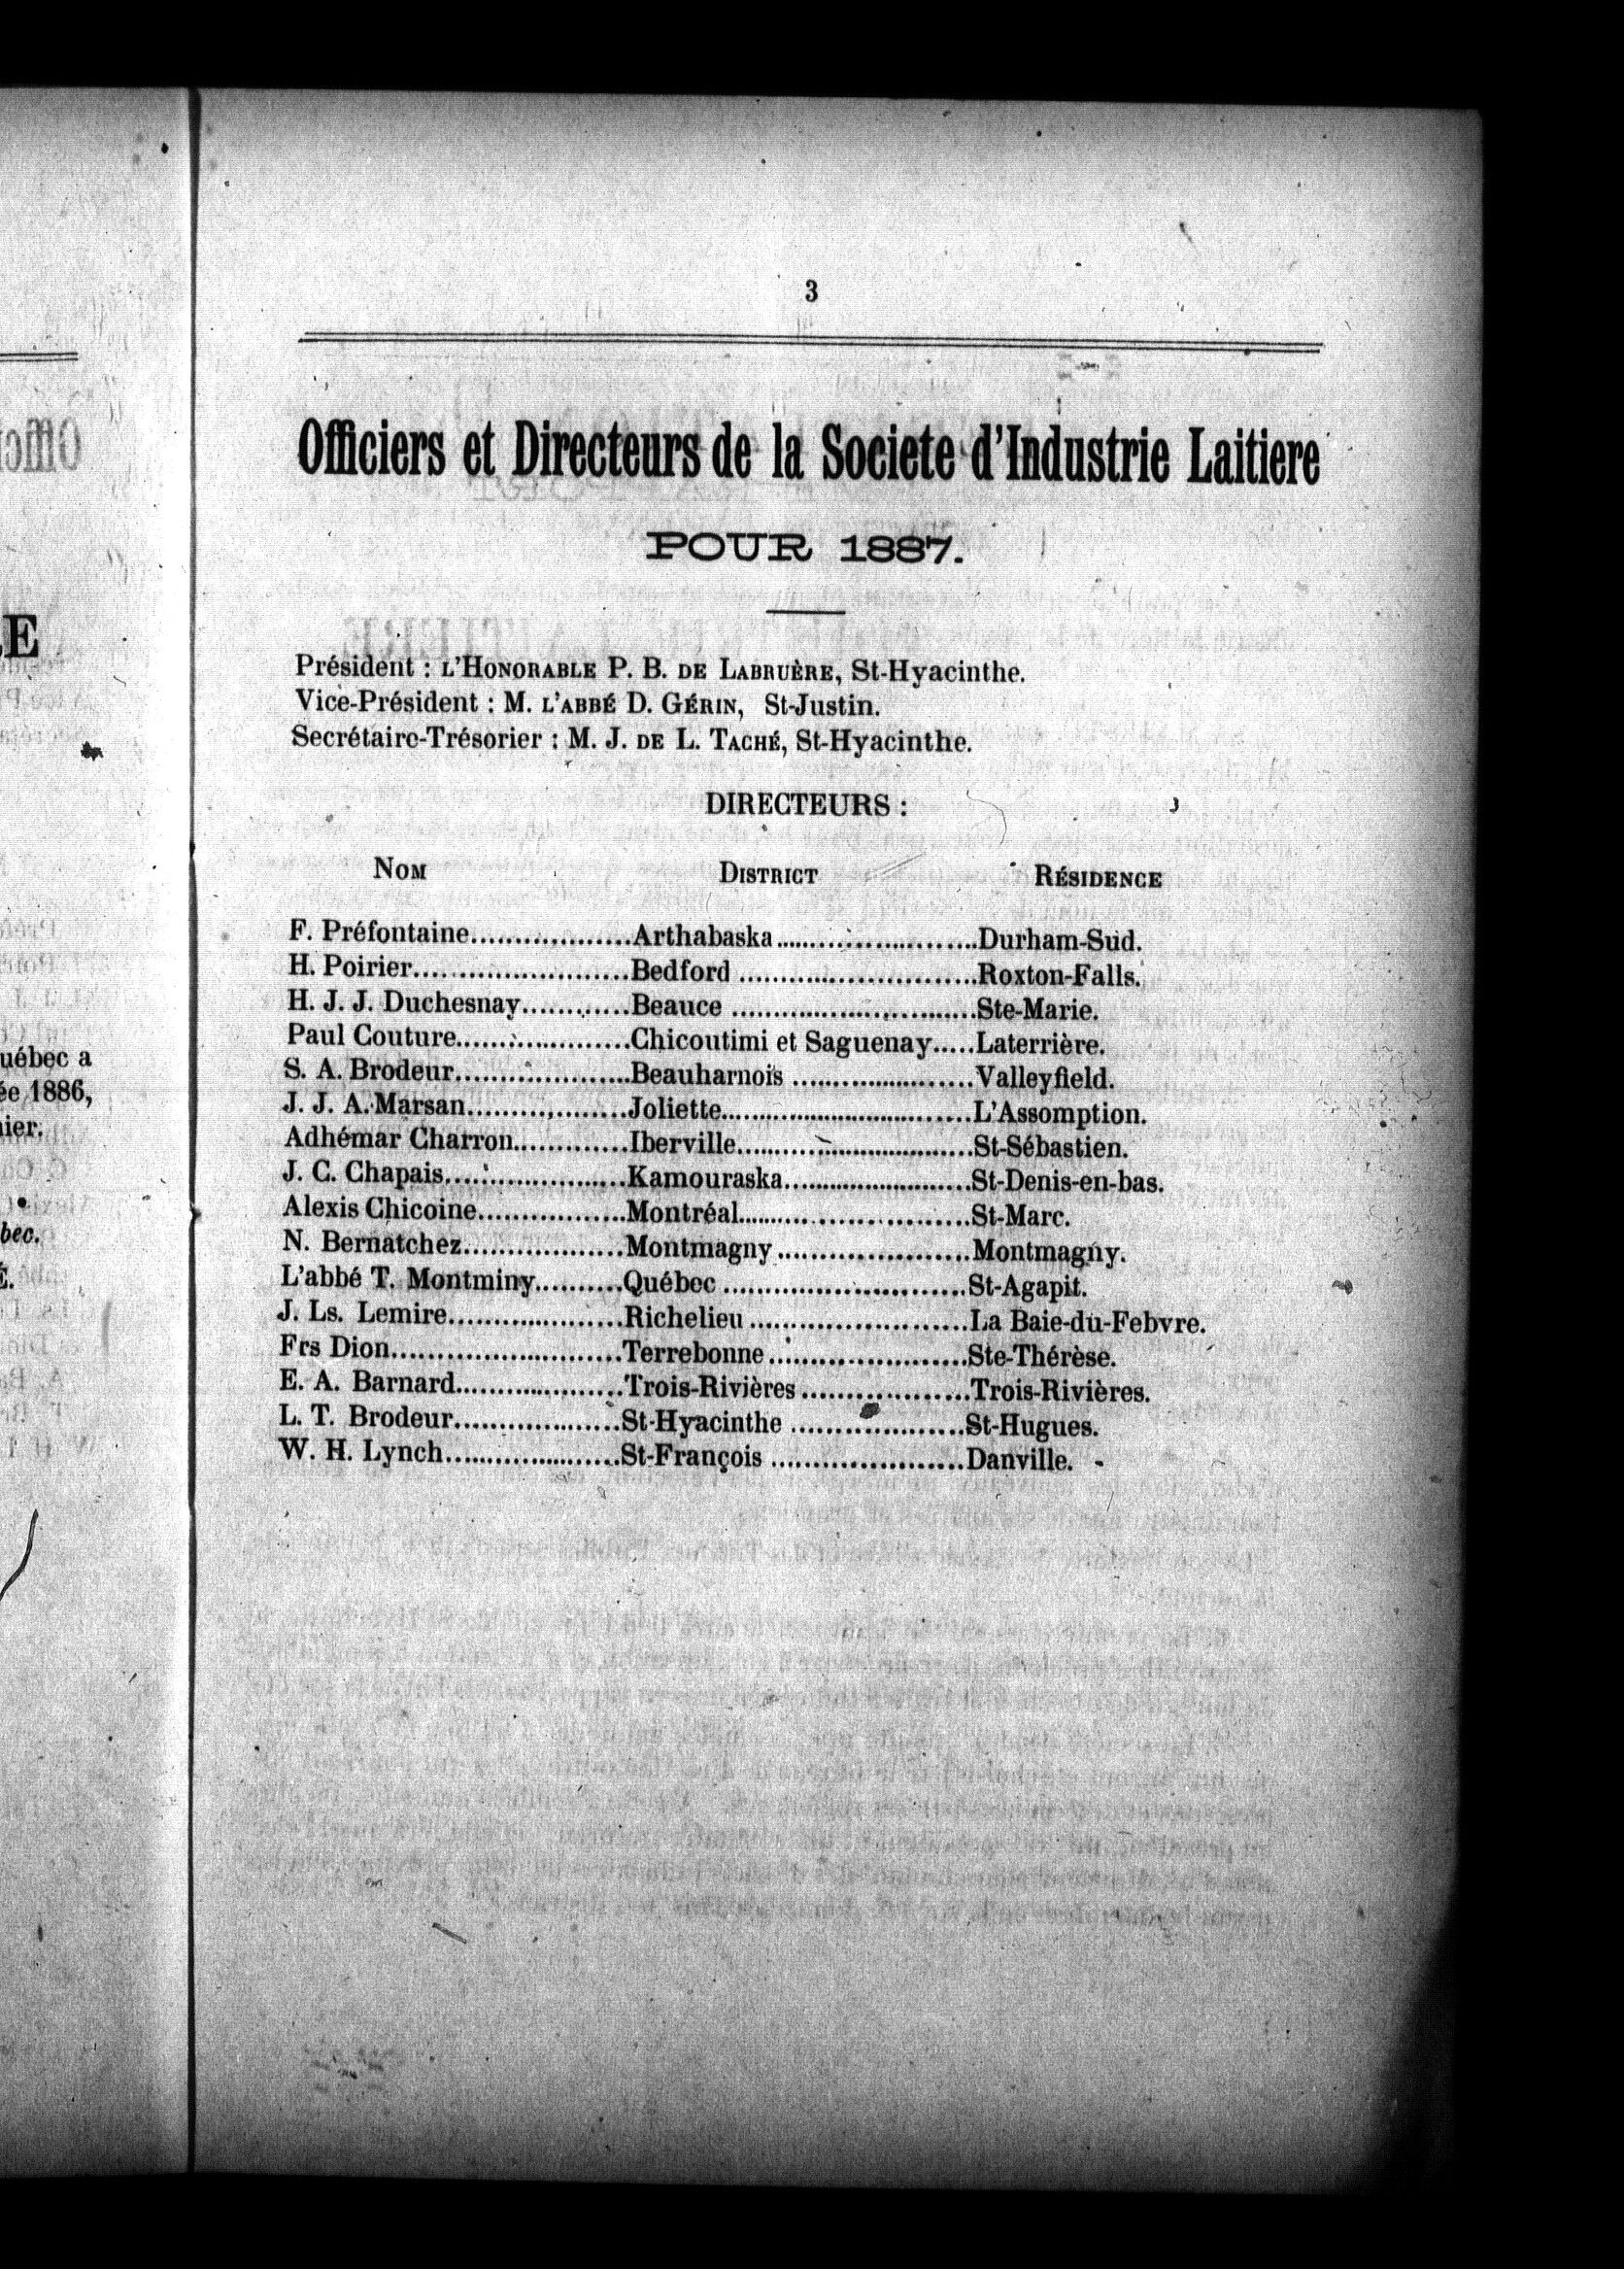 3
Officiers et Directeurs de la Societe d'Industrie Laitiere
POUR 1887.
Président : L'HONORABLE P. B. DE LABRUÈRE, St-Hyacinthe.
Vice-Président : M. L'ABBÉ D. GÉRIN, St-Justin.
Secrétaire-Trésorier : M. J. DE L. TACHÉ, St-Hyacinthe.
DIRECTEURS :
NOM DISTRICT RÉSIDENCE
F. Préfontaine..................Arthabaska.......................Durham-Sud.
H. Poirier.........................Bedford ...........................Roxton-Falls.
H. J. J. Duchesnay............Beauce ............................Ste-Marie.
Paul Couture....................Chicoutimi et Saguenay.....Laterrière.
S. A. Brodeur....................Beauharnois .....................Valleyfield.
J. J. A. Marsan..................Joliette.............................L'Assomption.
Adhémar Charron.............Iberville...........................St-Sébastien.
J. C. Chapais.....................Kamouraska......................St-Denis-en-bas.
Alexis Chicoine.................Montréal...........................St-Marc.
N. Bernatchez..................Montmagny ......................Montmagny.
L'abbé T. Montminy..........Québec ............................St-Agapit.
J. Ls. Lemire....................Richelieu .........................La Baie-du-Febvre.
Frs Dion...........................Terrebonne.......................Ste-Thérèse.
E. A. Barnard...................Trois-Rivières...................Trois-Rivières.
L. T. Brodeur...................St-Hyacinthe ....................St-Hugues.
W. H. Lynch....................St-François ......................Danville.
E
uébec a
ée 1886,
ier.
bec.
É.